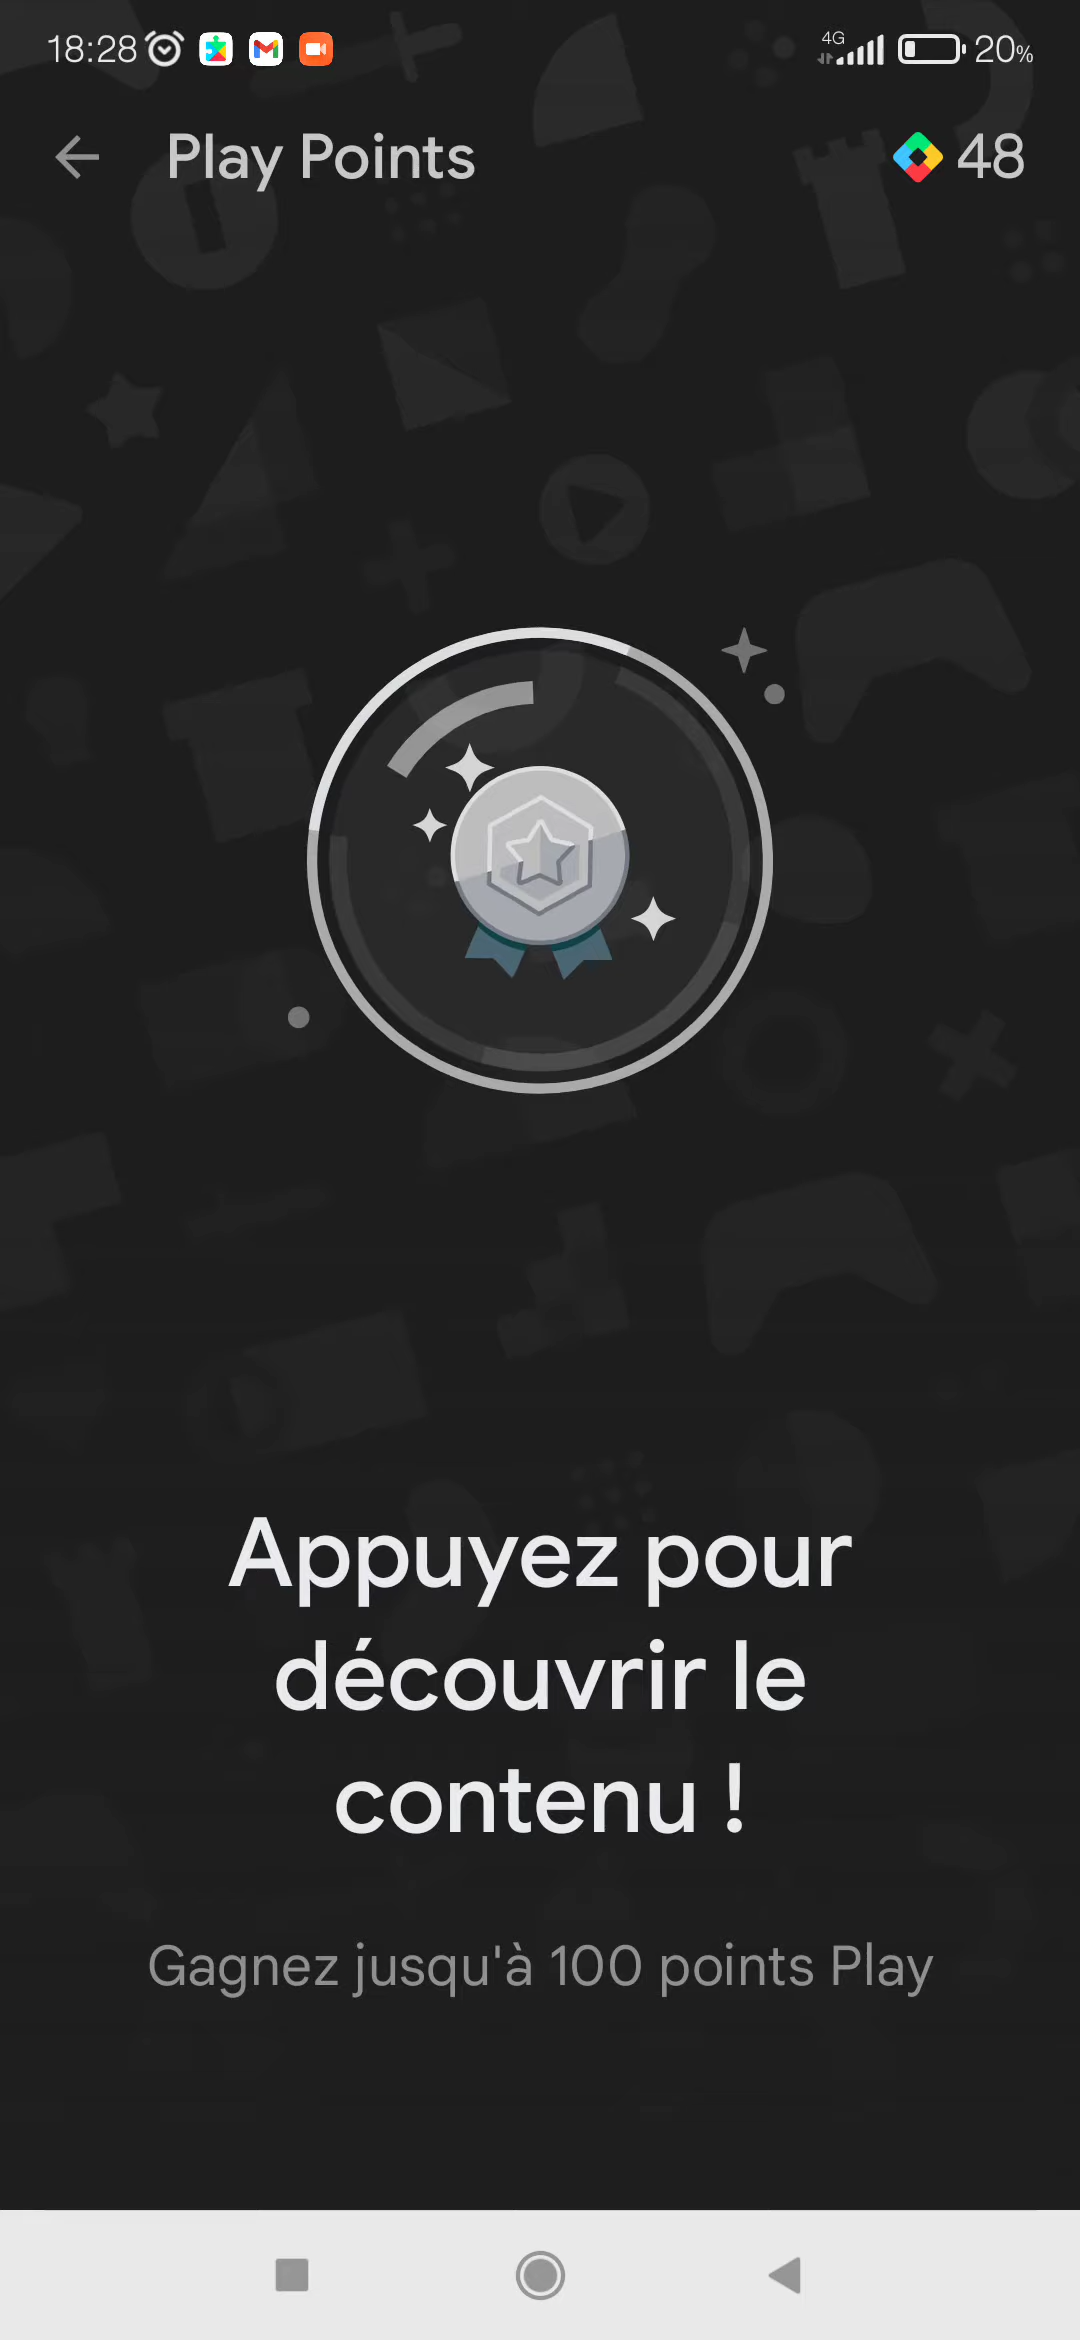 18:28
4G
20%
Play Points
48
Appuyez pour
découvrir le
contenu !
Gagnez jusqu'à 100 points Play